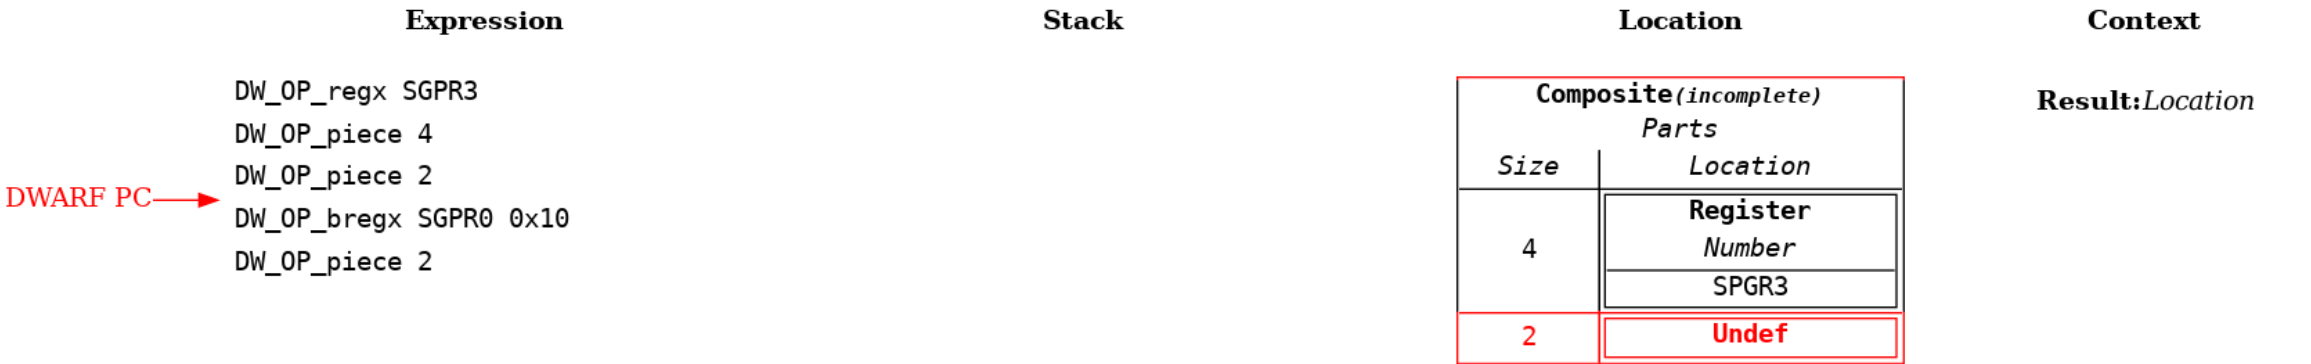 Expression Stack Location Context
DW_OP_regx SGPR3
DW_OP_piece 4
DW_OP_piece 2
DWARF PC
DW_OP_bregx SGPR0 0x10
DW_OP_piece 2
Composite(incomplete)
Parts
Size Location
4
Register
Number
SPGR3
2 Undef
Result:Location